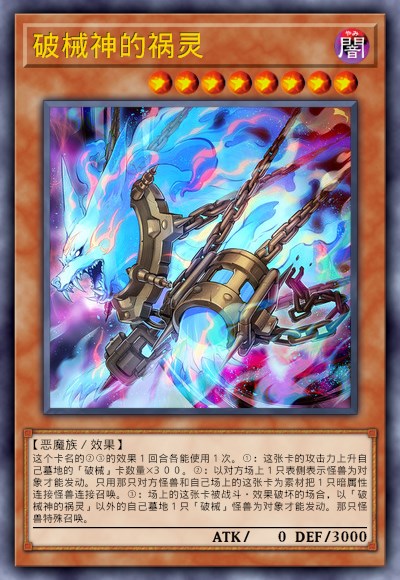 破械神的祸灵
やみ
闇
【恶魔族／效果】
这个卡名的②③的效果1回合各能使用1次。①：这张卡的攻击力上升自
己墓地的「破械」卡数量×300。②：以对方场上1只表侧表示怪兽为对
象才能发动。只用那只对方怪兽和自己场上的这张卡为素材把1只暗属性
连接怪兽连接召唤。③：场上的这张卡被战斗·效果破坏的场合，以「破
械神的祸灵」以外的自己墓地1只「破械」怪兽为对象才能发动。那只怪
兽特殊召唤。
ATK/ 0 DEF/3000